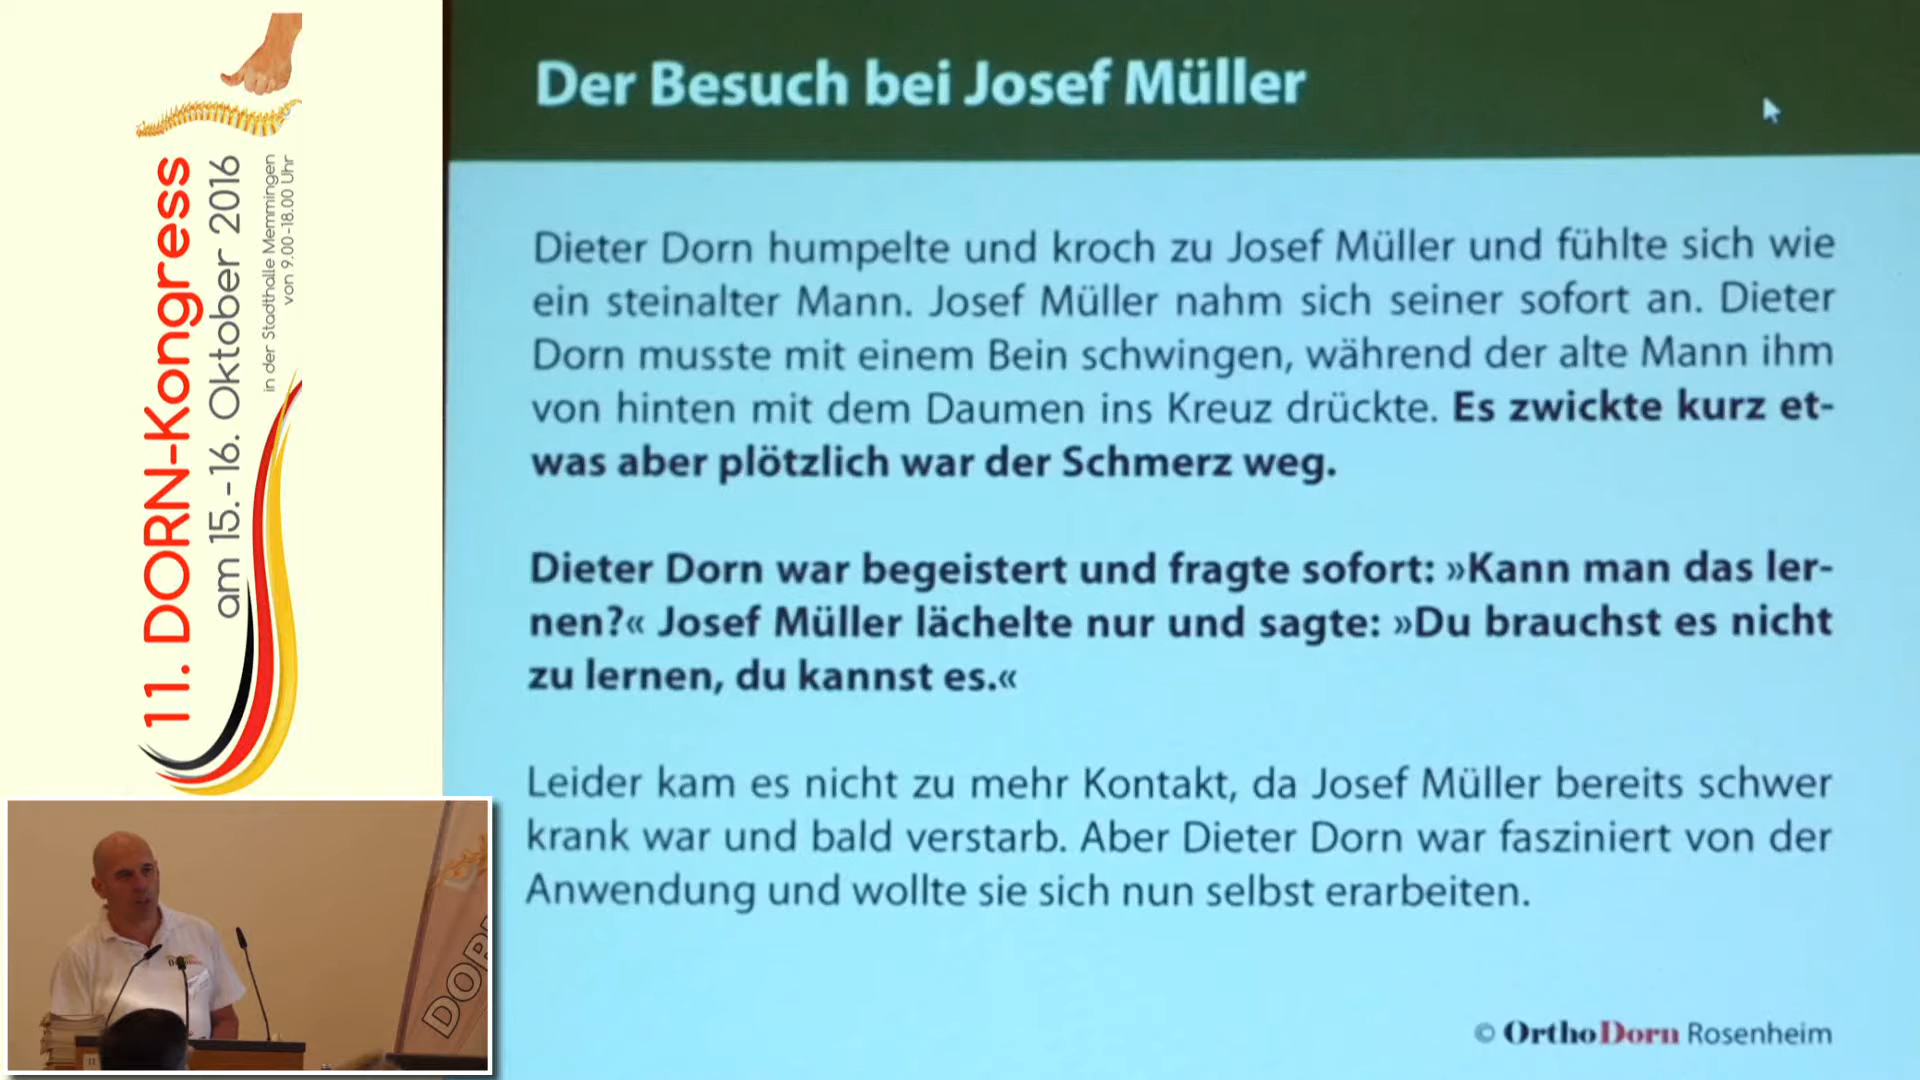 11. DORN-Kongress
am 15.-16. Oktober 2016
in der Stadthalle Memmingen
von 9.00-18.00 Uhr
Der Besuch bei Josef Müller
Dieter Dorn humpelte und kroch zu Josef Müller und fühlte sich wie
ein steinalter Mann. Josef Müller nahm sich seiner sofort an. Dieter
Dorn musste mit einem Bein schwingen, während der alte Mann ihm
von hinten mit dem Daumen ins Kreuz drückte. Es zwickte kurz et-
was aber plötzlich war der Schmerz weg.
Dieter Dorn war begeistert und fragte sofort: »Kann man das ler-
nen?« Josef Müller lächelte nur und sagte: »Du brauchst es nicht
zu lernen, du kannst es.«
Leider kam es nicht zu mehr Kontakt, da Josef Müller bereits schwer
krank war und bald verstarb. Aber Dieter Dorn war fasziniert von der
Anwendung und wollte sie sich nun selbst erarbeiten.
© OrthoDorn Rosenheim
DOR